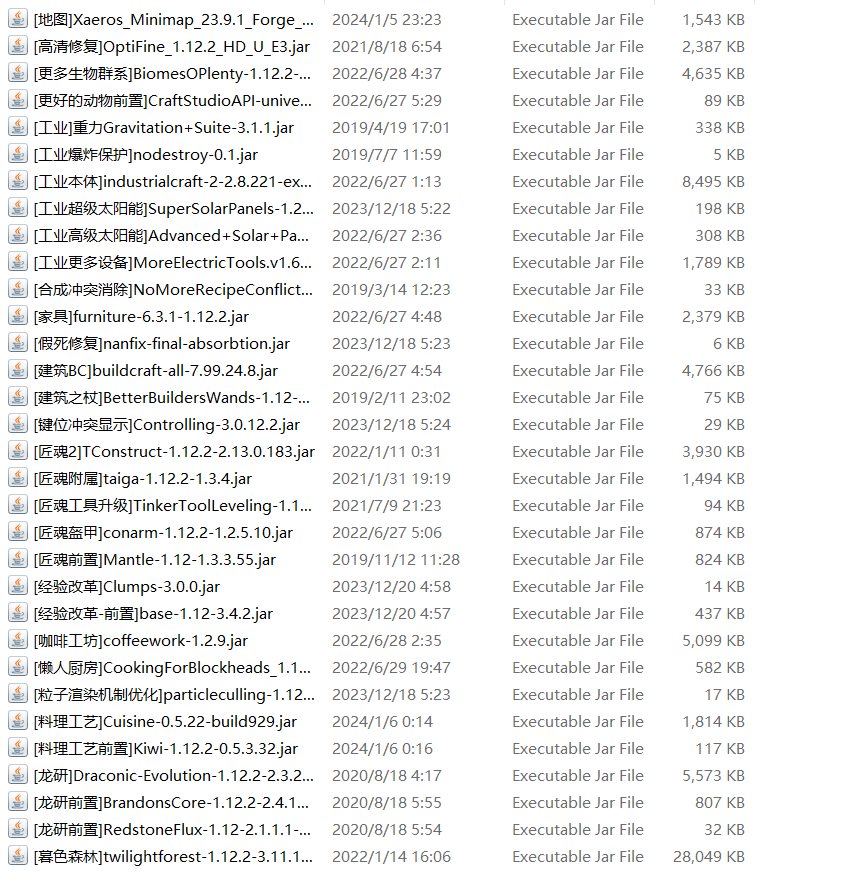 [地图]Xaeros_Minimap_23.9.1_Forge_... 2024/1/5 23:23 Executable Jar File 1,543 KB
[高清修复]OptiFine_1.12.2_HD_U_E3.jar 2021/8/18 6:54 Executable Jar File 2,387 KB
[更多生物群系]BiomesOPlenty-1.12.2-... 2022/6/28 4:37 Executable Jar File 4,635 KB
[更好的动物前置]CraftStudioAPI-unive... 2022/6/27 5:29 Executable Jar File 89 KB
[工业]重力Gravitation+Suite-3.1.1.jar 2019/4/19 17:01 Executable Jar File 338 KB
[工业爆炸保护]nodestroy-0.1.jar 2019/7/7 11:59 Executable Jar File 5 KB
[工业本体]industrialcraft-2-2.8.221-ex... 2022/6/27 1:13 Executable Jar File 8,495 KB
[工业超级太阳能]SuperSolarPanels-1.2... 2023/12/18 5:22 Executable Jar File 198 KB
[工业高级太阳能]Advanced+Solar+Pa... 2022/6/27 2:36 Executable Jar File 308 KB
[工业更多设备]MoreElectricTools.v1.6... 2022/6/27 2:11 Executable Jar File 1,789 KB
[合成冲突消除]NoMoreRecipeConflict... 2019/3/14 12:23 Executable Jar File 33 KB
[家具]furniture-6.3.1-1.12.2.jar 2022/6/27 4:48 Executable Jar File 2,379 KB
[假死修复]nanfix-final-absorbtion.jar 2023/12/18 5:23 Executable Jar File 6 KB
[建筑BC]buildcraft-all-7.99.24.8.jar 2022/6/27 4:54 Executable Jar File 4,766 KB
[建筑之杖]BetterBuildersWands-1.12-... 2019/2/11 23:02 Executable Jar File 75 KB
[键位冲突显示]Controlling-3.0.12.2.jar 2023/12/18 5:24 Executable Jar File 29 KB
[匠魂2]TConstruct-1.12.2-2.13.0.183.jar 2022/1/11 0:31 Executable Jar File 3,930 KB
[匠魂附属]taiga-1.12.2-1.3.4.jar 2021/1/31 19:19 Executable Jar File 1,494 KB
[匠魂工具升级]TinkerToolLeveling-1.1... 2021/7/9 21:23 Executable Jar File 94 KB
[匠魂盔甲]conarm-1.12.2-1.2.5.10.jar 2022/6/27 5:06 Executable Jar File 874 KB
[匠魂前置]Mantle-1.12-1.3.3.55.jar 2019/11/12 11:28 Executable Jar File 824 KB
[经验改革]Clumps-3.0.0.jar 2023/12/20 4:58 Executable Jar File 14 KB
[经验改革-前置]base-1.12-3.4.2.jar 2023/12/20 4:57 Executable Jar File 437 KB
[咖啡工坊]coffeework-1.2.9.jar 2022/6/28 2:35 Executable Jar File 5,099 KB
[懒人厨房]CookingForBlockheads_1.1... 2022/6/29 19:47 Executable Jar File 582 KB
[粒子渲染机制优化]particleculling-1.12... 2023/12/18 5:23 Executable Jar File 17 KB
[料理工艺]Cuisine-0.5.22-build929.jar 2024/1/6 0:14 Executable Jar File 1,814 KB
[料理工艺前置]Kiwi-1.12.2-0.5.3.32.jar 2024/1/6 0:16 Executable Jar File 117 KB
[龙研]Draconic-Evolution-1.12.2-2.3.2... 2020/8/18 4:17 Executable Jar File 5,573 KB
[龙研前置]BrandonsCore-1.12.2-2.4.1... 2020/8/18 5:55 Executable Jar File 807 KB
[龙研前置]RedstoneFlux-1.12-2.1.1.1-... 2020/8/18 5:54 Executable Jar File 32 KB
[暮色森林]twilightforest-1.12.2-3.11.1... 2022/1/14 16:06 Executable Jar File 28,049 KB